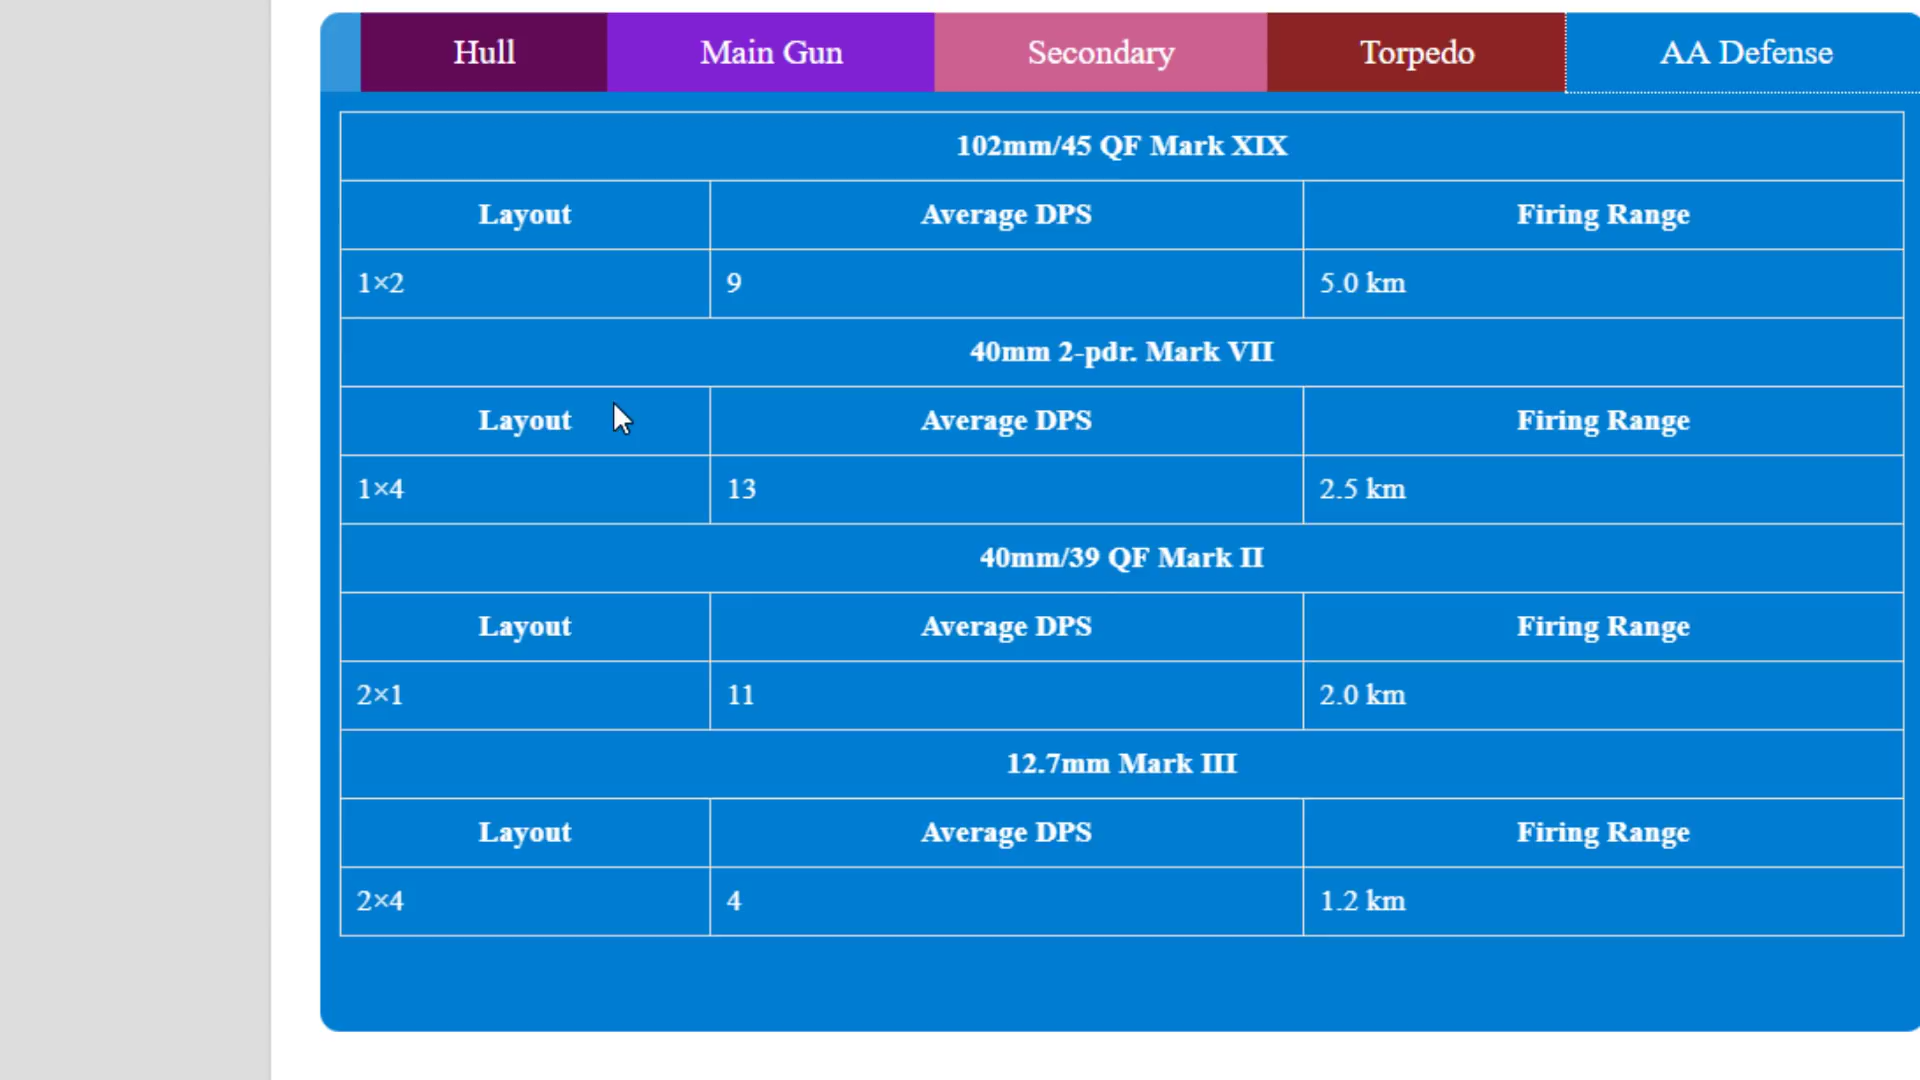 Hull Main Gun Secondary Torpedo AA Defense
102mm/45 QF Mark XIX
Layout Average DPS Firing Range
1×2 9 5.0 km
40mm 2-pdr. Mark VII
Layout Average DPS Firing Range
1×4 13 2.5 km
40mm/39 QF Mark II
Layout Average DPS Firing Range
2×1 11 2.0 km
12.7mm Mark III
Layout Average DPS Firing Range
2×4 4 1.2 km